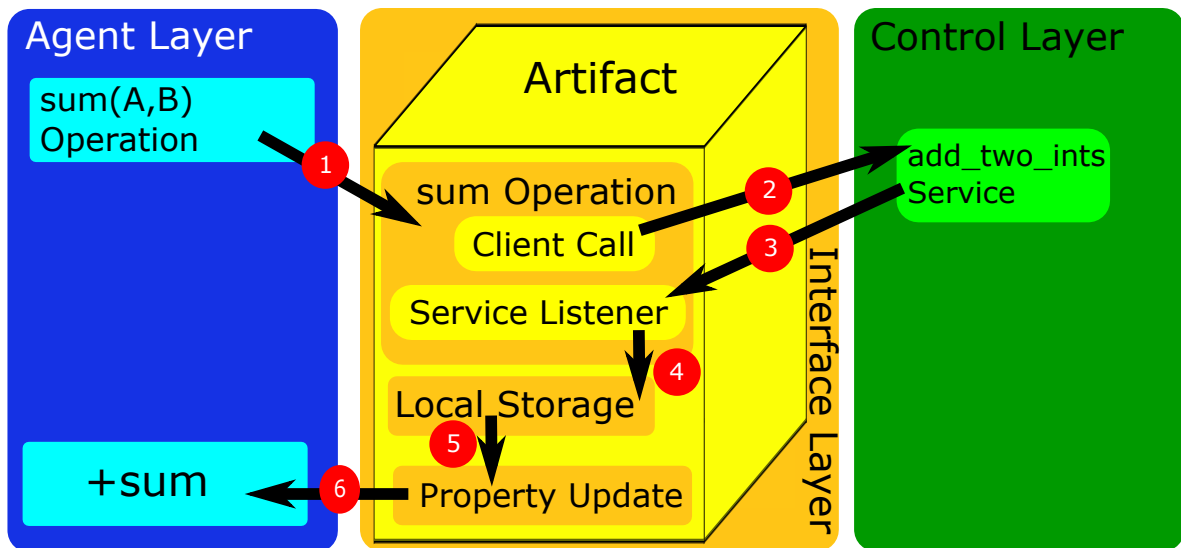 Agent Layer
sum(A,B)
Operation
1
+sum
Artifact
sum Operation
Client Call
Service Listener
4
Local Storage
5
Property Update
6
Interface Layer
2
3
Control Layer
add_two_ints
Service